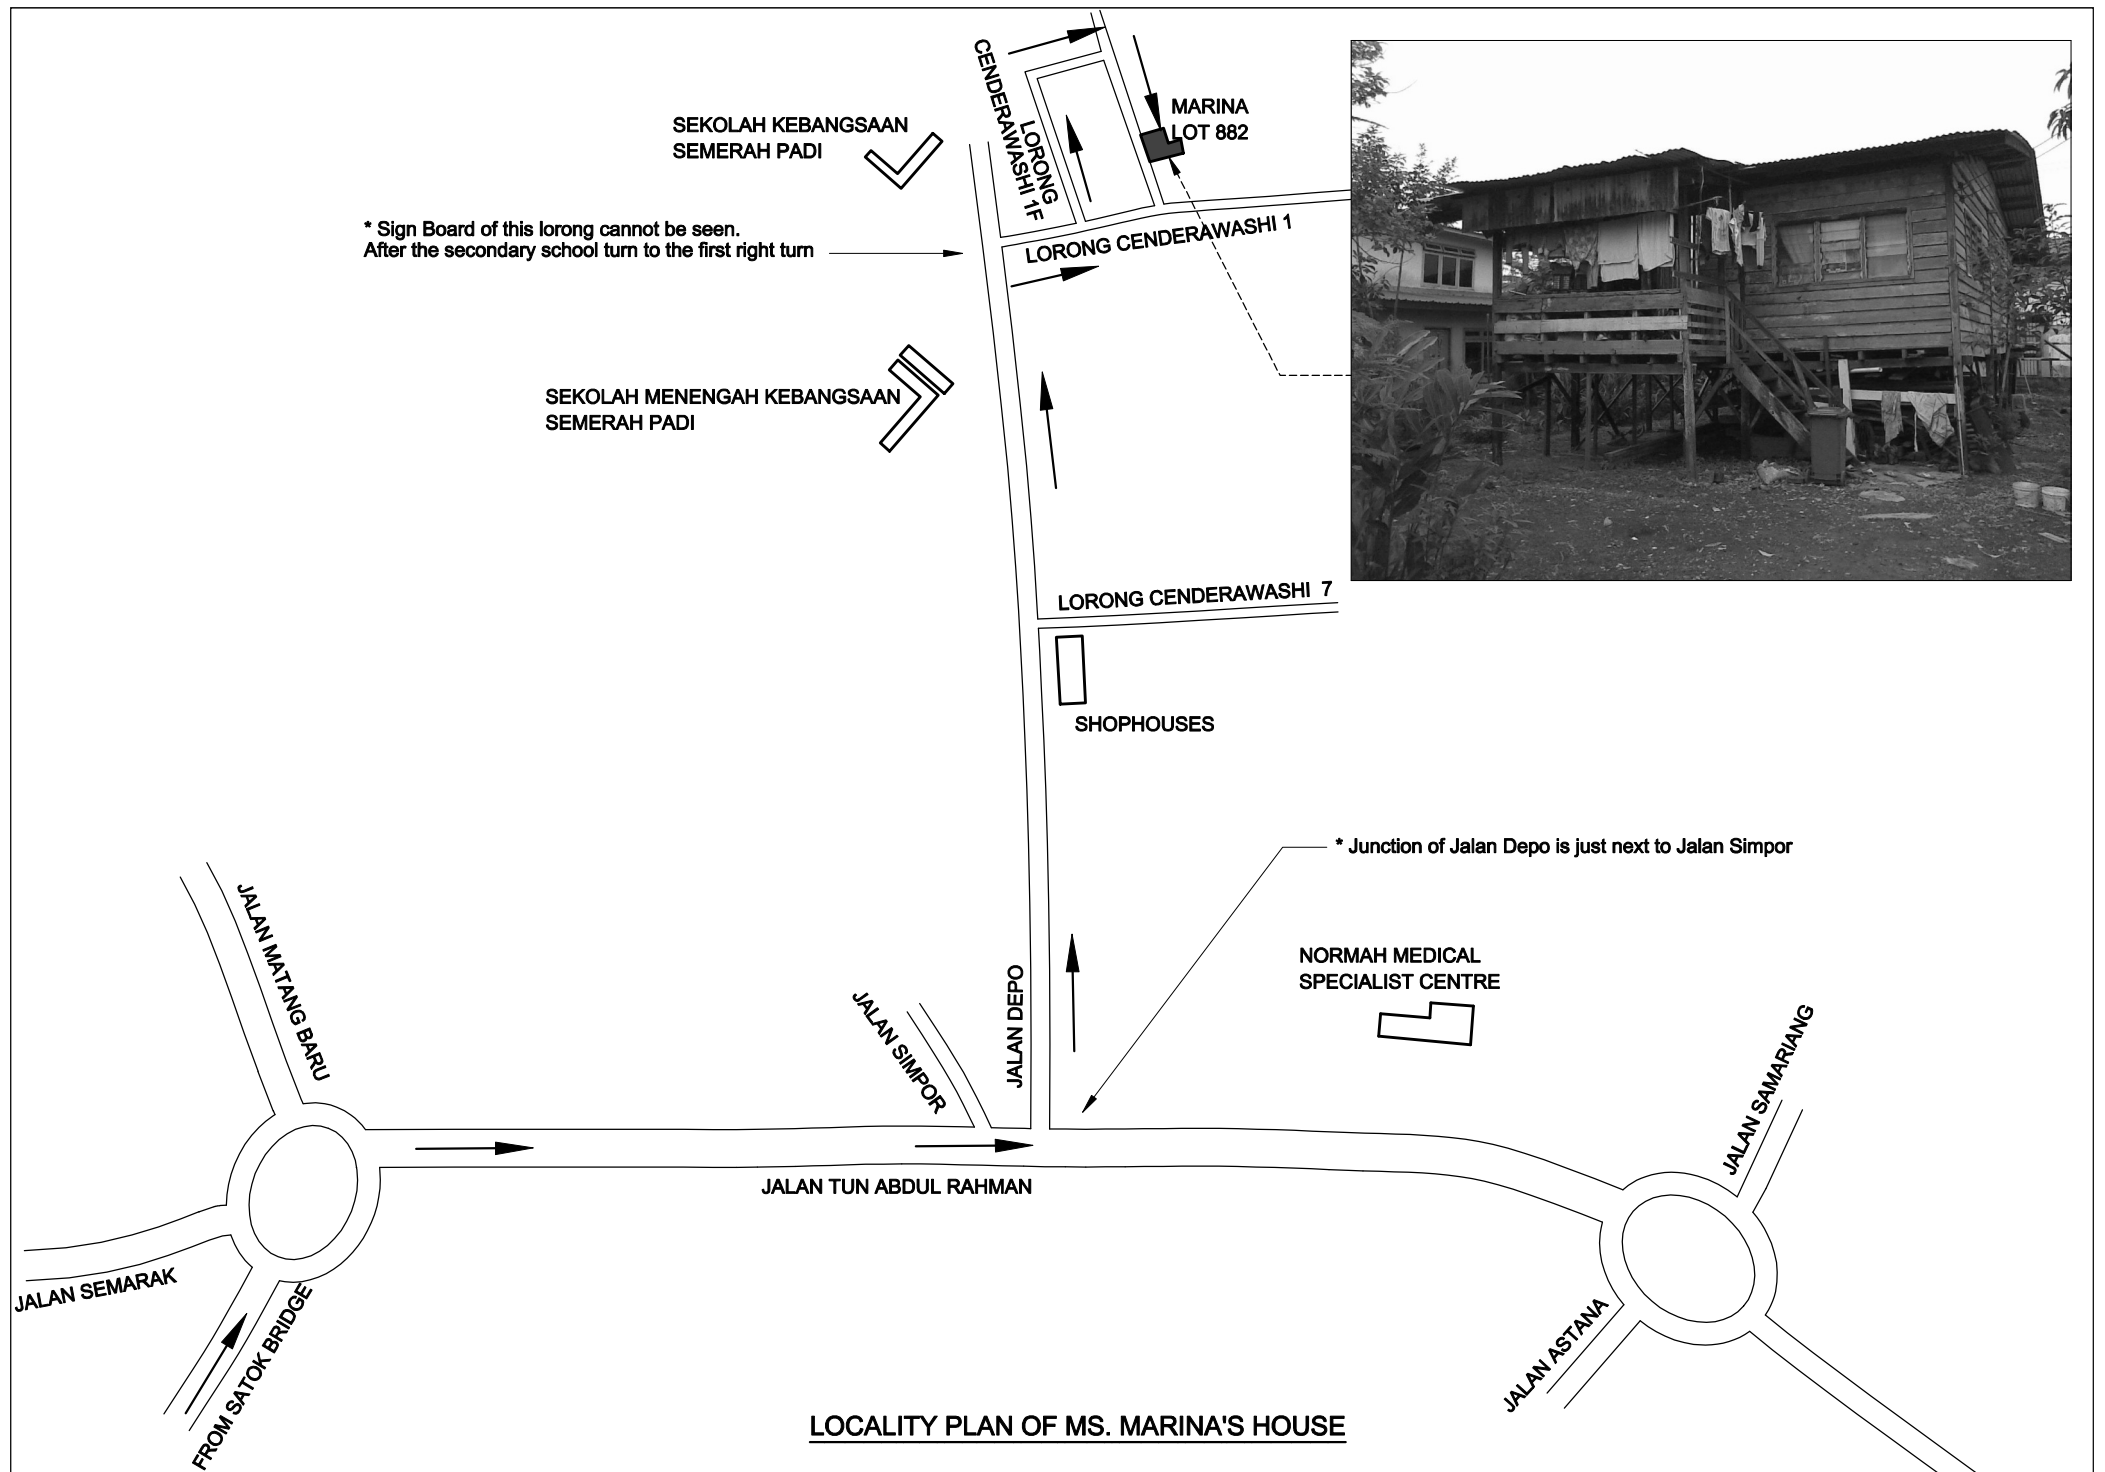 CENDERAWASHI 1F
LORONG
MARINA
LOT 882
SEKOLAH KEBANGSAAN
SEMERAH PADI
* Sign Board of this lorong cannot be seen.
After the secondary school turn to the first right turn
LORONG CENDERAWASHI 1
SEKOLAH MENENGAH KEBANGSAAN
SEMERAH PADI
LORONG CENDERAWASHI 7
SHOPHOUSES
* Junction of Jalan Depo is just next to Jalan Simpor
JALAN MATANG BARU
NORMAH MEDICAL
SPECIALIST CENTRE
JALAN DEPO
JALAN SIMPOR
JALAN SAMARIANG
JALAN TUN ABDUL RAHMAN
JALAN SEMARAK
FROM SATOK BRIDGE
JALAN ASTANA
LOCALITY PLAN OF MS. MARINA'S HOUSE